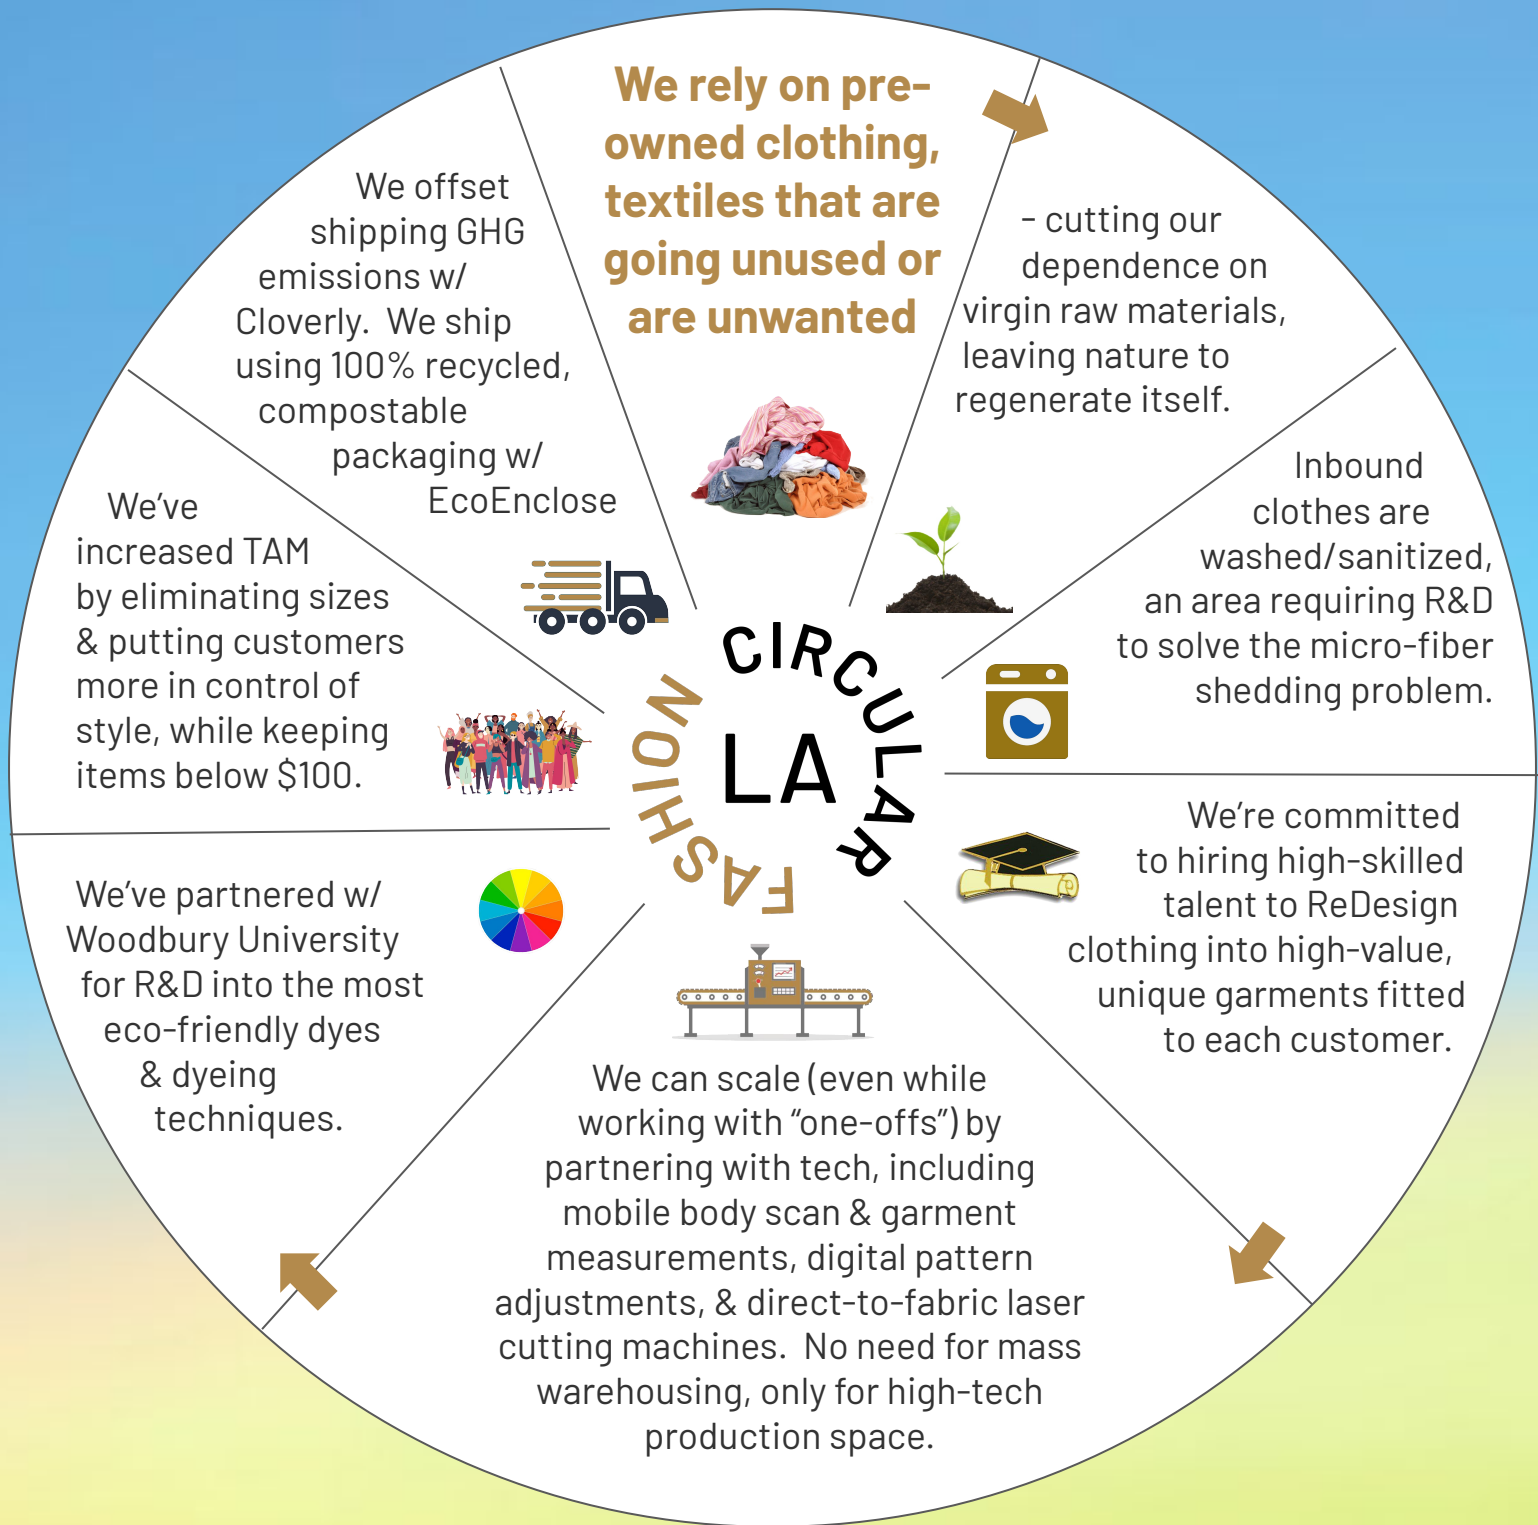 We rely on pre-
owned clothing,
textiles that are
going unused or
are unwanted
- cutting our
dependence on
virgin raw materials,
leaving nature to
regenerate itself.
Inbound
clothes are
washed/sanitized,
an area requiring R&D
to solve the micro-fiber
shedding problem.
We’re committed
to hiring high-skilled
talent to ReDesign
clothing into high-value,
unique garments fitted
to each customer.
We can scale (even while
working with “one-offs”) by
partnering with tech, including
mobile body scan & garment
measurements, digital pattern
adjustments, & direct-to-fabric laser
cutting machines.  No need for mass
warehousing, only for high-tech
production space.
We’ve partnered w/
Woodbury University
for R&D into the most
eco-friendly dyes
& dyeing
techniques.
We’ve
increased TAM
by eliminating sizes
& putting customers
more in control of
style, while keeping
items below $100.
We offset
shipping GHG
emissions w/
Cloverly.  We ship
using 100% recycled,
compostable
packaging w/
EcoEnclose
CIRCULAR
FASHION
LA